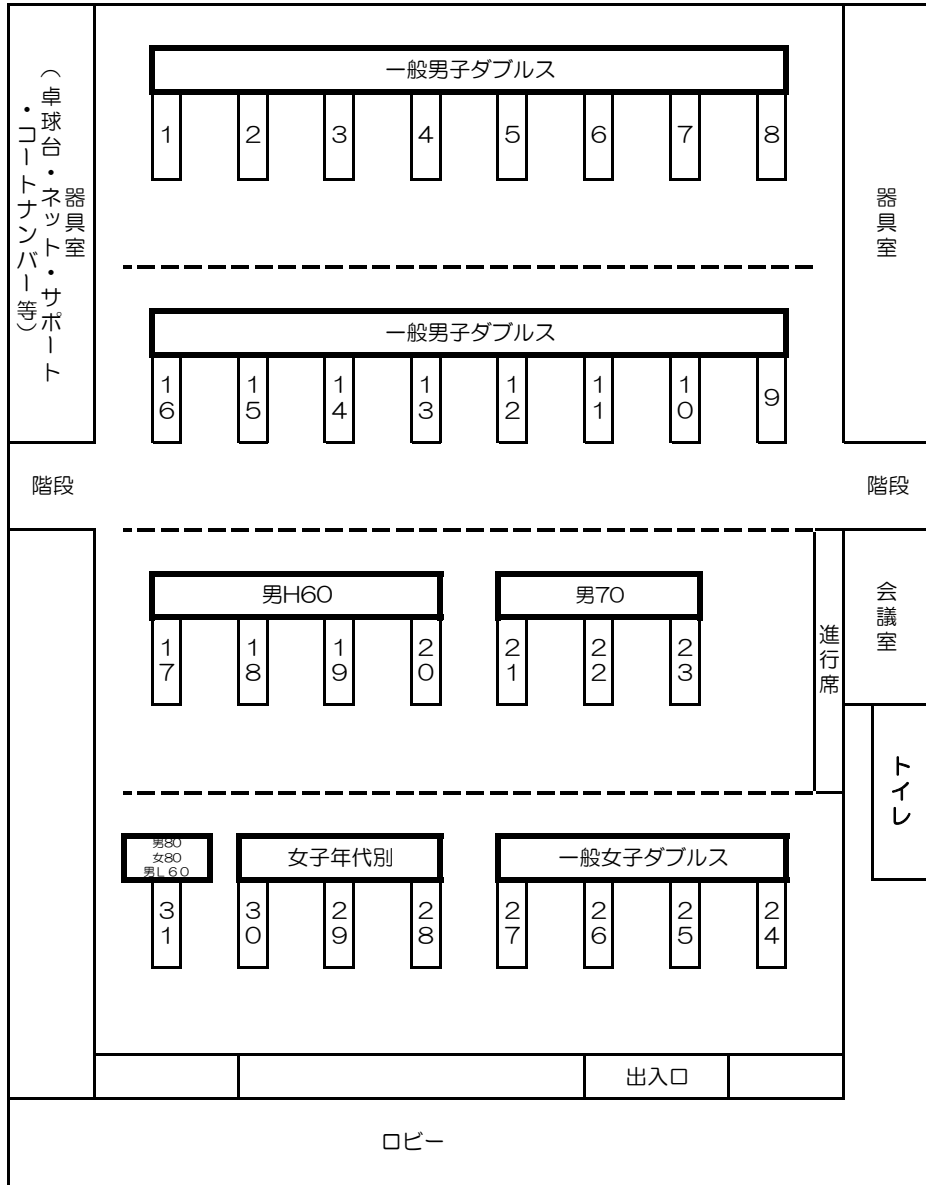 一般男子ダブルス
1 2 3 4 5 6 7 8
器具室
（卓球台・ネット・サポート
・コートナンバー等）
器具室
一般男子ダブルス
16 15 14 13 12 11 10 9
階段
階段
男H60
男70
17 18 19 20 21 22 23
進行席
会議室
トイレ
男80
女80
男L60
女子年代別
一般女子ダブルス
31 30 29 28 27 26 25 24
出入口
ロビー